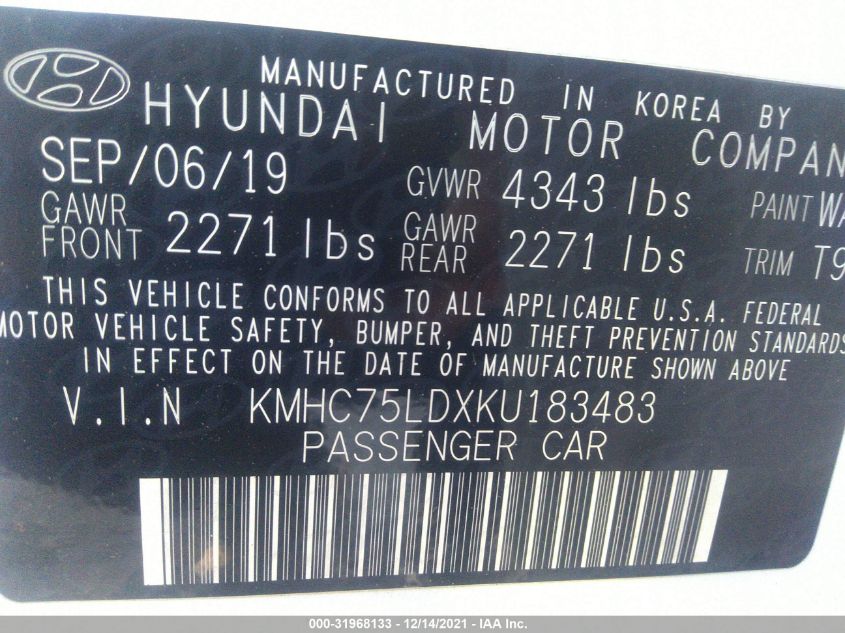 MANUFACTURED IN KOREA BY
HYUNDAI MOTOR COMPAN
SEP/06/19 GVWR 4343 lbs PAINT WA
GAWR FRONT 2271 lbs GAWR REAR 2271 lbs TRIM T9
THIS VEHICLE CONFORMS TO ALL APPLICABLE U.S.A. FEDERAL
MOTOR VEHICLE SAFETY, BUMPER, AND THEFT PREVENTION STANDARDS
IN EFFECT ON THE DATE OF MANUFACTURE SHOWN ABOVE
V.I.N KMHC75LDXKU183483
PASSENGER CAR
000-31968133 - 12/14/2021 - IAA Inc.